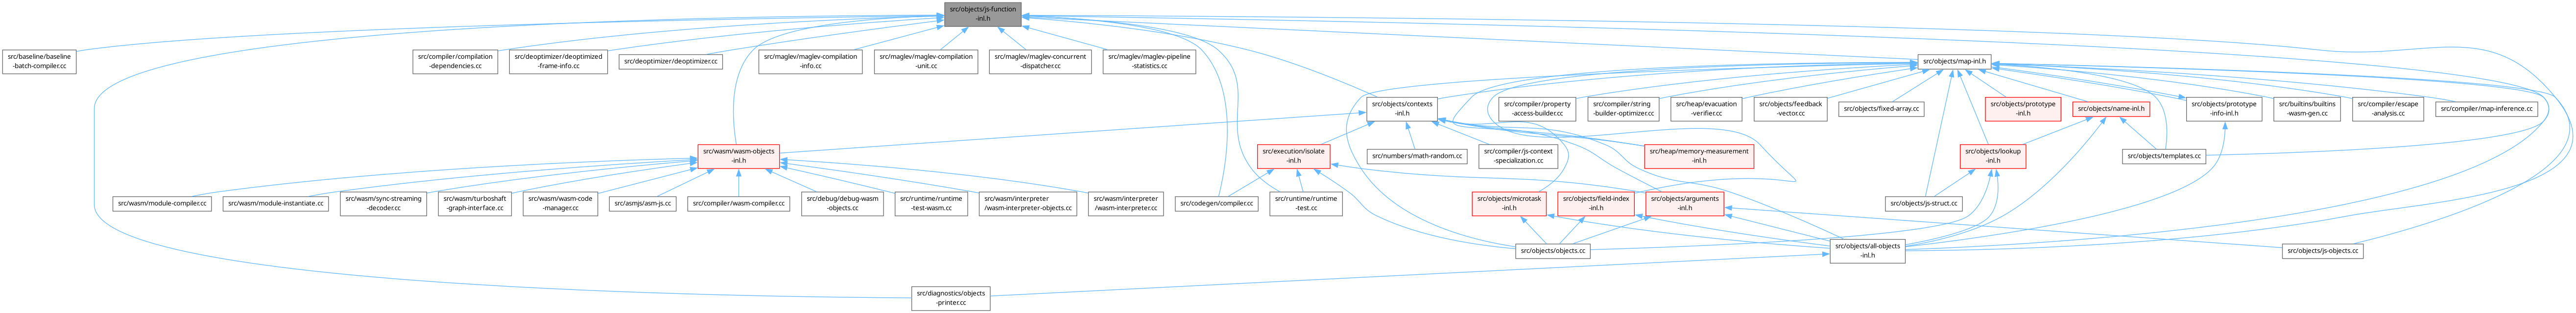 src/objects/js-function
-inl.h
src/baseline/baseline
-batch-compiler.cc
src/compiler/compilation
-dependencies.cc
src/deoptimizer/deoptimized
-frame-info.cc
src/deoptimizer/deoptimizer.cc
src/maglev/maglev-compilation
-info.cc
src/maglev/maglev-compilation
-unit.cc
src/maglev/maglev-concurrent
-dispatcher.cc
src/maglev/maglev-pipeline
-statistics.cc
src/objects/map-inl.h
src/objects/contexts
-inl.h
src/compiler/property
-access-builder.cc
src/compiler/string
-builder-optimizer.cc
src/heap/evacuation
-verifier.cc
src/objects/feedback
-vector.cc
src/objects/fixed-array.cc
src/objects/prototype
-inl.h
src/objects/name-inl.h
src/objects/prototype
-info-inl.h
src/builtins/builtins
-wasm-gen.cc
src/compiler/escape
-analysis.cc
src/compiler/map-inference.cc
src/wasm/wasm-objects
-inl.h
src/execution/isolate
-inl.h
src/numbers/math-random.cc
src/compiler/js-context
-specialization.cc
src/heap/memory-measurement
-inl.h
src/objects/lookup
-inl.h
src/objects/templates.cc
src/wasm/module-compiler.cc
src/wasm/module-instantiate.cc
src/wasm/sync-streaming
-decoder.cc
src/wasm/turboshaft
-graph-interface.cc
src/wasm/wasm-code
-manager.cc
src/asmjs/asm-js.cc
src/compiler/wasm-compiler.cc
src/debug/debug-wasm
-objects.cc
src/runtime/runtime
-test-wasm.cc
src/wasm/interpreter
/wasm-interpreter-objects.cc
src/wasm/interpreter
/wasm-interpreter.cc
src/codegen/compiler.cc
src/runtime/runtime
-test.cc
src/objects/microtask
-inl.h
src/objects/field-index
-inl.h
src/objects/arguments
-inl.h
src/objects/js-struct.cc
src/objects/objects.cc
src/objects/all-objects
-inl.h
src/objects/js-objects.cc
src/diagnostics/objects
-printer.cc